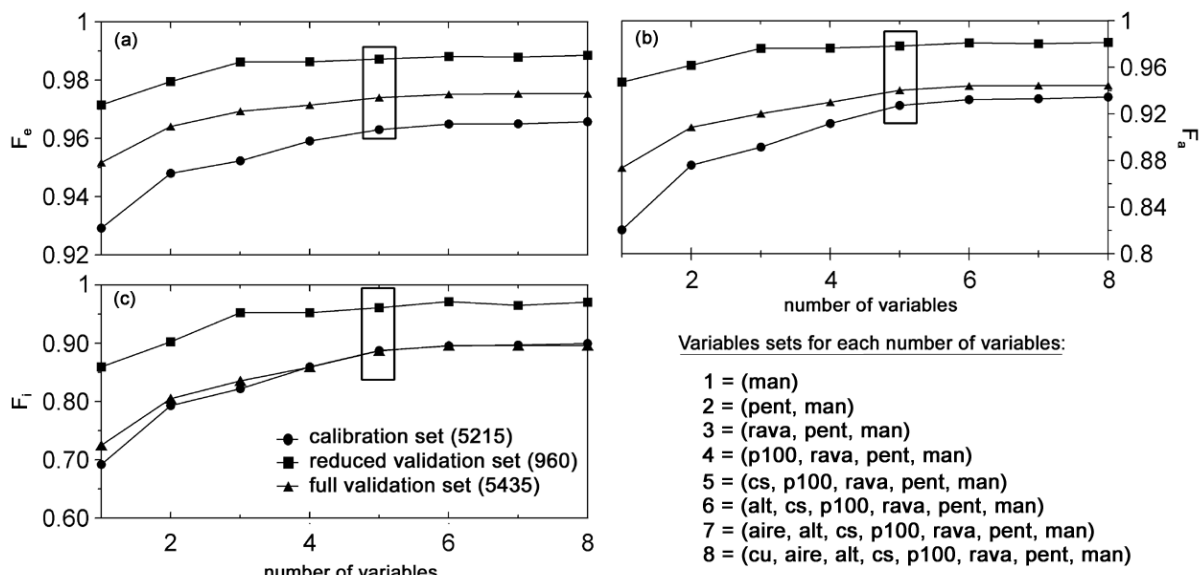 (a)
1
0.98
0.96
0.94
0.92
Fe
(b)
1
0.96
0.92
0.88
0.84
0.8
Fa
2
4
6
8
number of variables
(c)
1
0.90
0.80
0.70
0.60
Fi
calibration set (5215)
reduced validation set (960)
full validation set (5435)
2
4
6
8
number of variables
Variables sets for each number of variables:
1 = (man)
2 = (pent, man)
3 = (rava, pent, man)
4 = (p100, rava, pent, man)
5 = (cs, p100, rava, pent, man)
6 = (alt, cs, p100, rava, pent, man)
7 = (aire, alt, cs, p100, rava, pent, man)
8 = (cu, aire, alt, cs, p100, rava, pent, man)